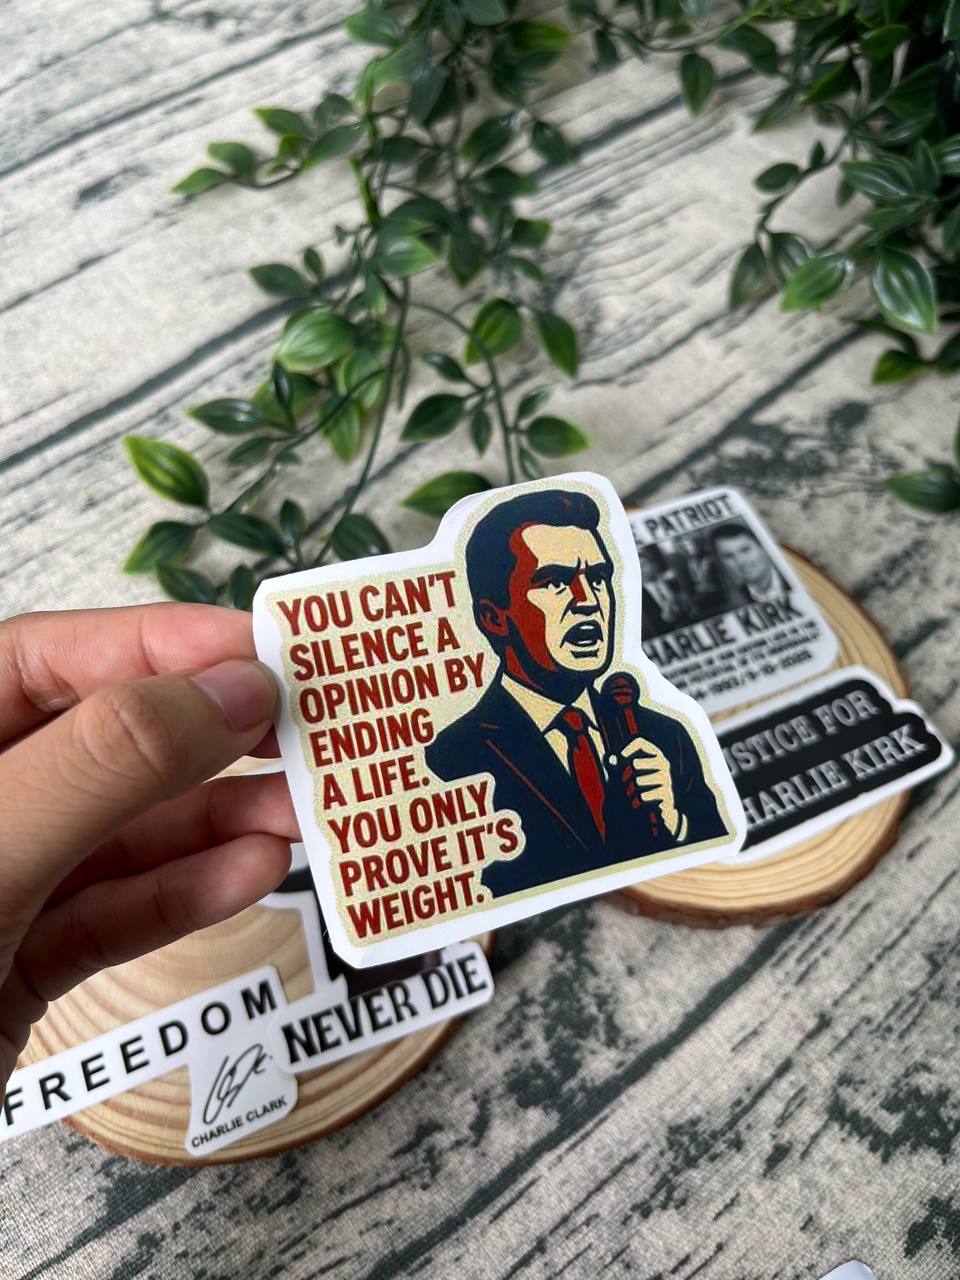 YOU CAN'T
SILENCE A
OPINION BY
ENDING
A LIFE.
YOU ONLY
PROVE IT'S
WEIGHT.
PATRIOT
HARLIE KIRK
USTICE FOR
HARLIE KIRK
FREEDOM
NEVER DIE
CHARLIE CLARK